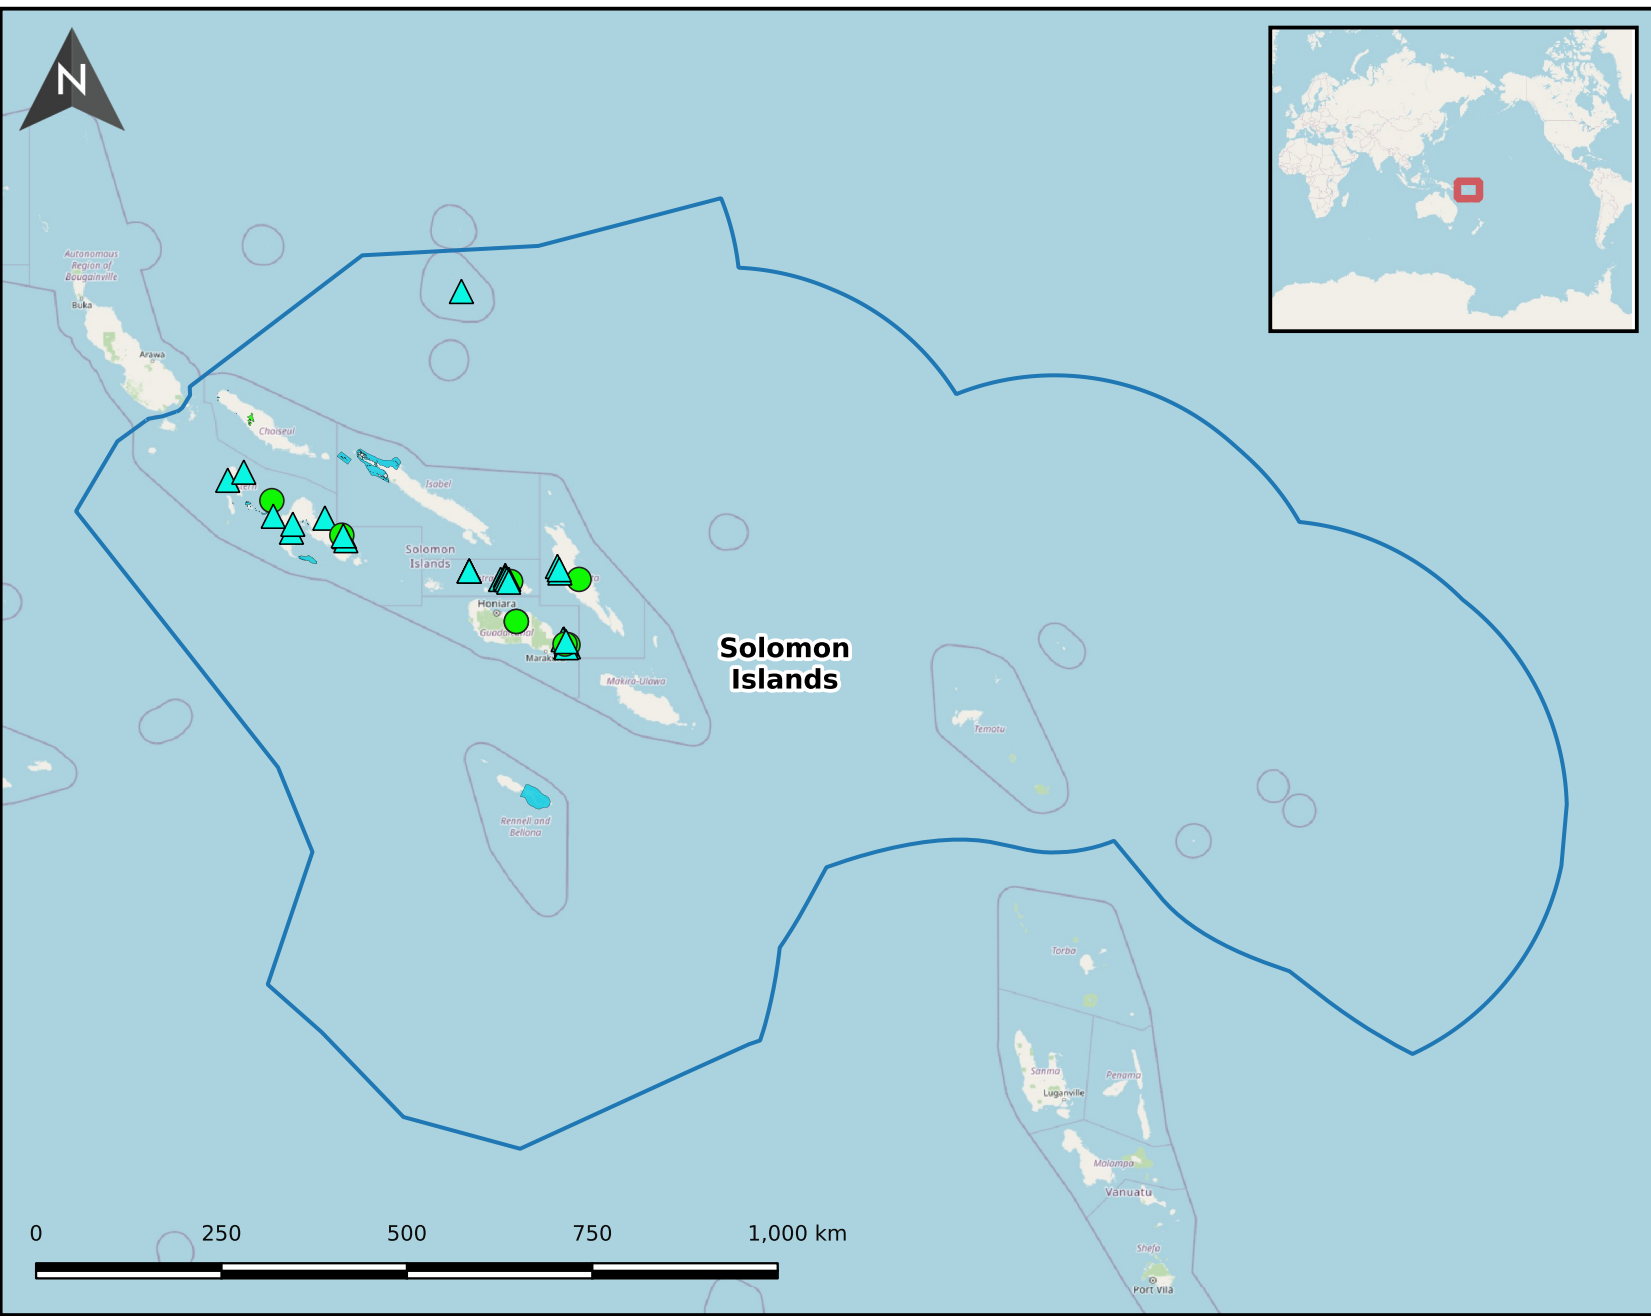 N
Autonomous
Region of
Bougainville
Buka
Arawa
Choiseul
Isabel
Solomon
Islands
Honiara
Solomon
Islands
Makira-Ulawa
Temotu
Rennell and
Bellona
Torba
Sanma
Penama
Luganville
Malampa
Vanuatu
Shefa
Port Vila
0 250 500 750 1,000 km